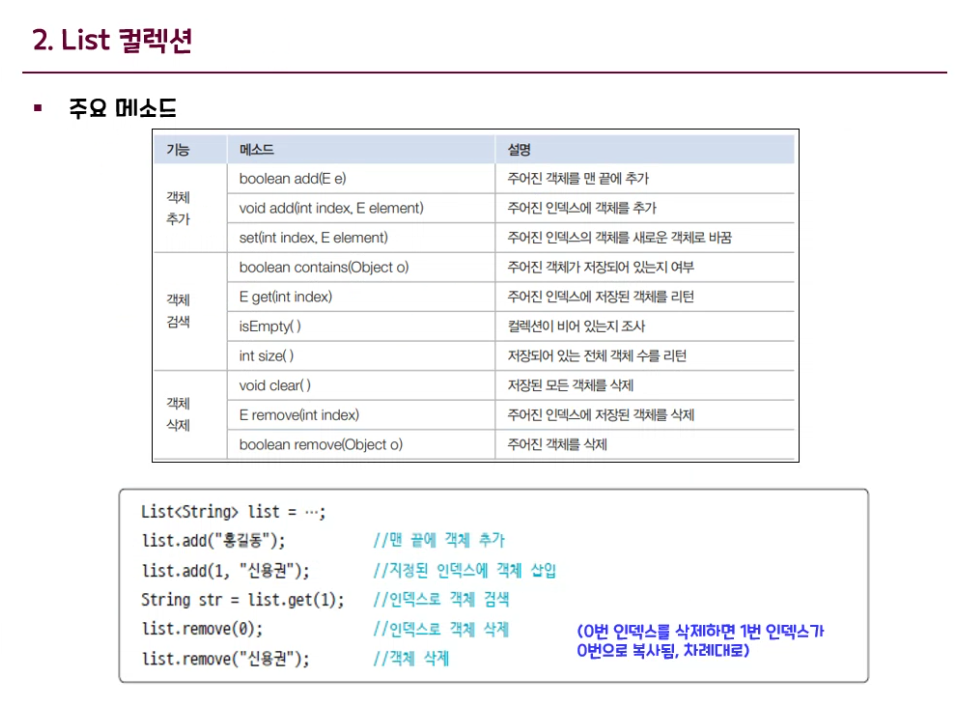 2. List 컬렉션
▪ 주요 메소드
기능 메소드 설명
객체 추가
boolean add(E e) 주어진 객체를 맨 끝에 추가
void add(int index, E element) 주어진 인덱스에 객체를 추가
set(int index, E element) 주어진 인덱스의 객체를 새로운 객체로 바꿈
객체 검색
boolean contains(Object o) 주어진 객체가 저장되어 있는지 여부
E get(int index) 주어진 인덱스에 저장된 객체를 리턴
isEmpty( ) 컬렉션이 비어 있는지 조사
int size( ) 저장되어 있는 전체 객체 수를 리턴
객체 삭제
void clear( ) 저장된 모든 객체를 삭제
E remove(int index) 주어진 인덱스에 저장된 객체를 삭제
boolean remove(Object o) 주어진 객체를 삭제
List<String> list = …;
list.add("홍길동"); //맨 끝에 객체 추가
list.add(1, "신용권"); //지정된 인덱스에 객체 삽입
String str = list.get(1); //인덱스로 객체 검색
list.remove(0); //인덱스로 객체 삭제
list.remove("신용권"); //객체 삭제
(0번 인덱스를 삭제하면 1번 인덱스가
0번으로 복사됨, 차례대로)